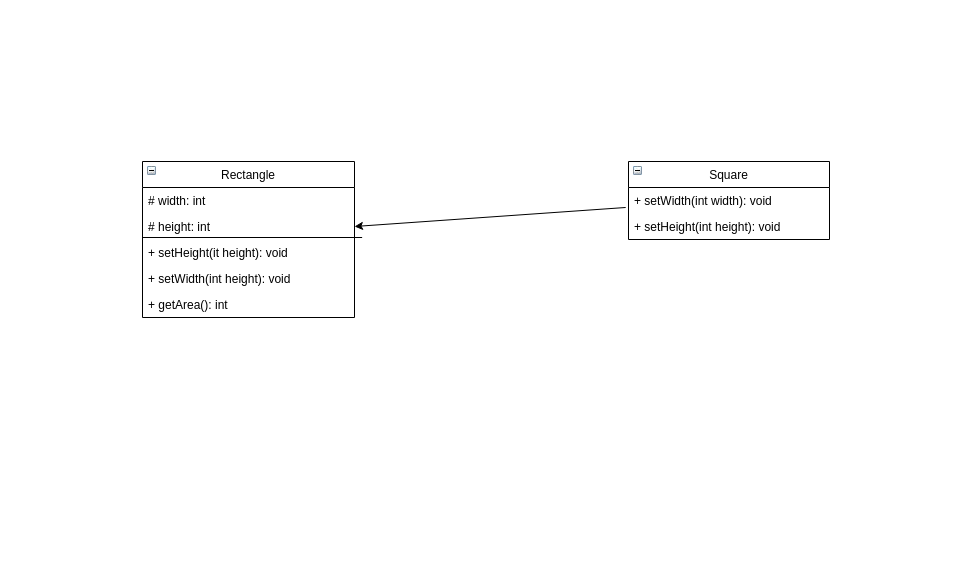 Rectangle
# width: int
# height: int
+ setHeight(it height): void
+ setWidth(int height): void
+ getArea(): int
Square
+ setWidth(int width): void
+ setHeight(int height): void